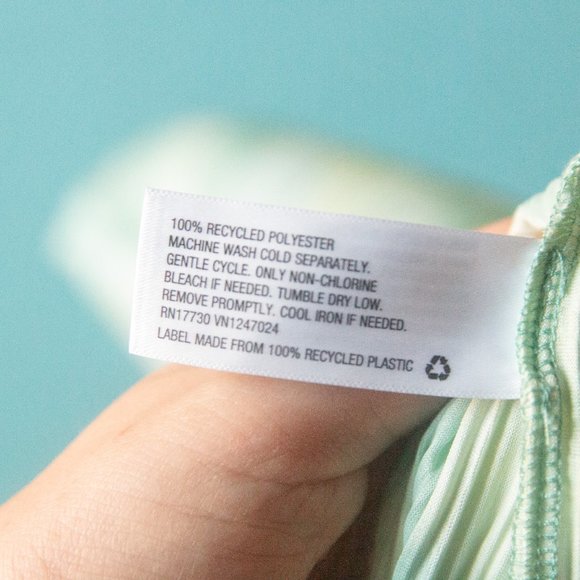 100% RECYCLED POLYESTER
MACHINE WASH COLD SEPARATELY.
GENTLE CYCLE. ONLY NON-CHLORINE
BLEACH IF NEEDED. TUMBLE DRY LOW.
REMOVE PROMPTLY. COOL IRON IF NEEDED.
RN17730 VN1247024
LABEL MADE FROM 100% RECYCLED PLASTIC